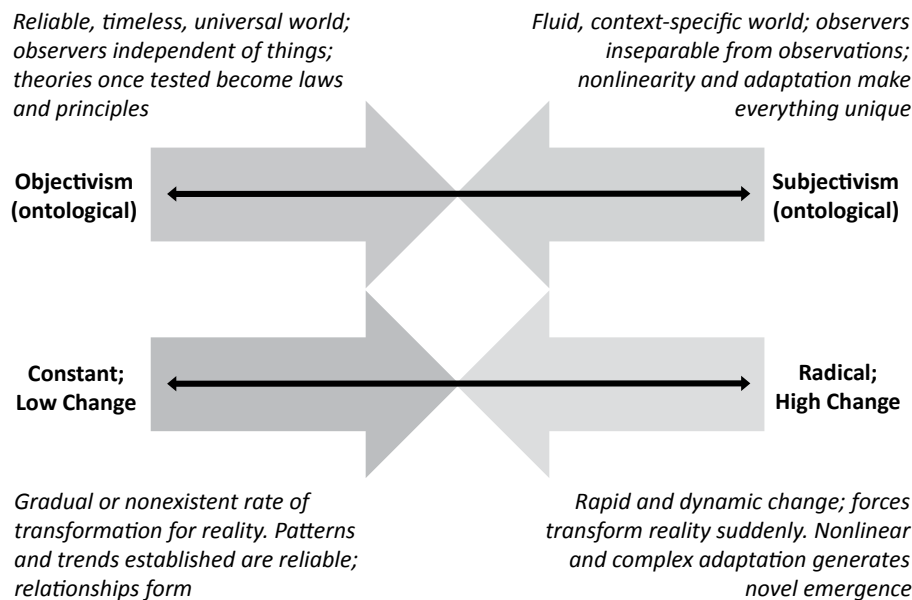 Reliable, timeless, universal world;
observers independent of things;
theories once tested become laws
and principles
Fluid, context-specific world; observers
inseparable from observations;
nonlinearity and adaptation make
everything unique
Objectivism
(ontological)
Subjectivism
(ontological)
Constant;
Low Change
Radical;
High Change
Gradual or nonexistent rate of
transformation for reality. Patterns
and trends established are reliable;
relationships form
Rapid and dynamic change; forces
transform reality suddenly. Nonlinear
and complex adaptation generates
novel emergence